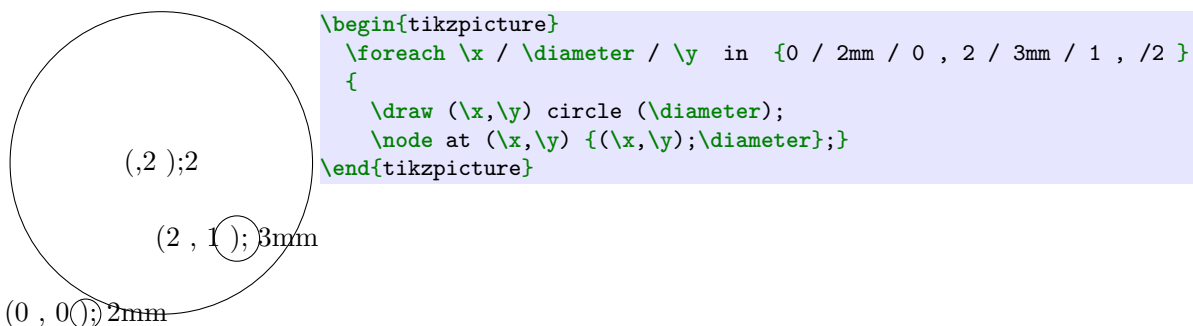 (,2 );2
(2 , 1 ); 3mm
(0 , 0 ); 2mm
\begin{tikzpicture}
  \foreach \x / \diameter / \y  in  {0 / 2mm / 0 , 2 / 3mm / 1 , /2 }
  {
    \draw (\x,\y) circle (\diameter);
    \node at (\x,\y) {(\x,\y);\diameter};}
\end{tikzpicture}